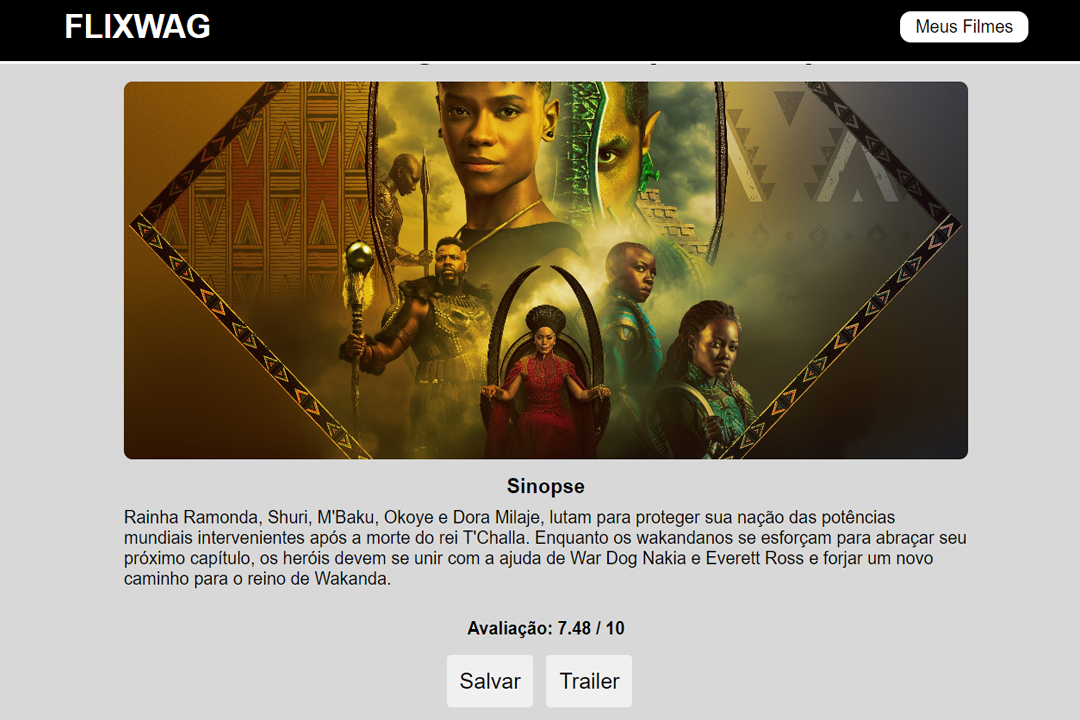 FLIXWAG
Meus Filmes
Sinopse
Rainha Ramonda, Shuri, M'Baku, Okoye e Dora Milaje, lutam para proteger sua nação das potências
mundiais intervenientes após a morte do rei T'Challa. Enquanto os wakandanos se esforçam para abraçar seu
próximo capítulo, os heróis devem se unir com a ajuda de War Dog Nakia e Everett Ross e forjar um novo
caminho para o reino de Wakanda.
Avaliação: 7.48 / 10
Salvar
Trailer